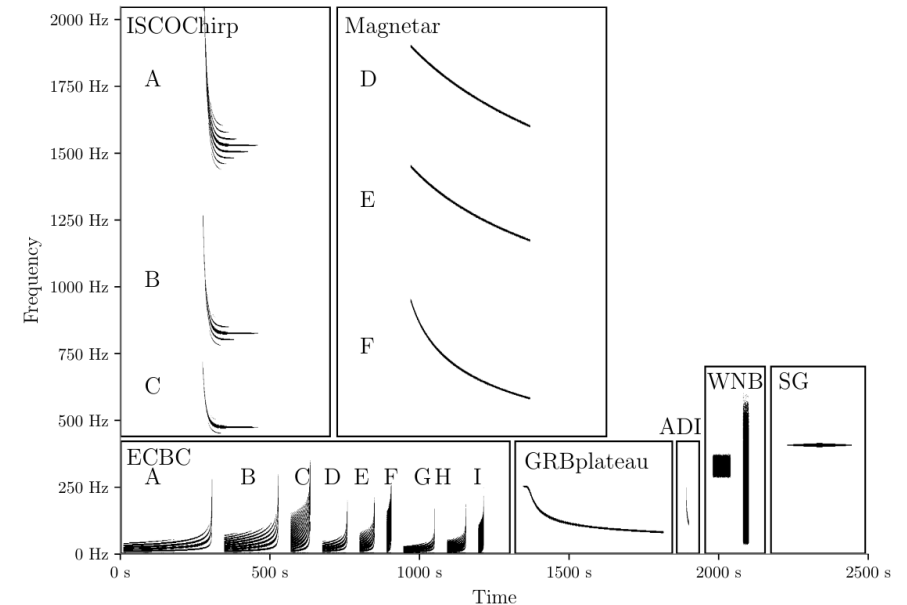 2000 Hz
ISCOChirp
Magnetar
A
D
1750 Hz
1500 Hz
E
1250 Hz
B
1000 Hz
Frequency
F
750 Hz
C
WNB
SG
500 Hz
ADI
ECBC
GRBplateau
A B C D E F G H I
250 Hz
0 Hz
0 s 500 s 1000 s 1500 s 2000 s 2500 s
Time